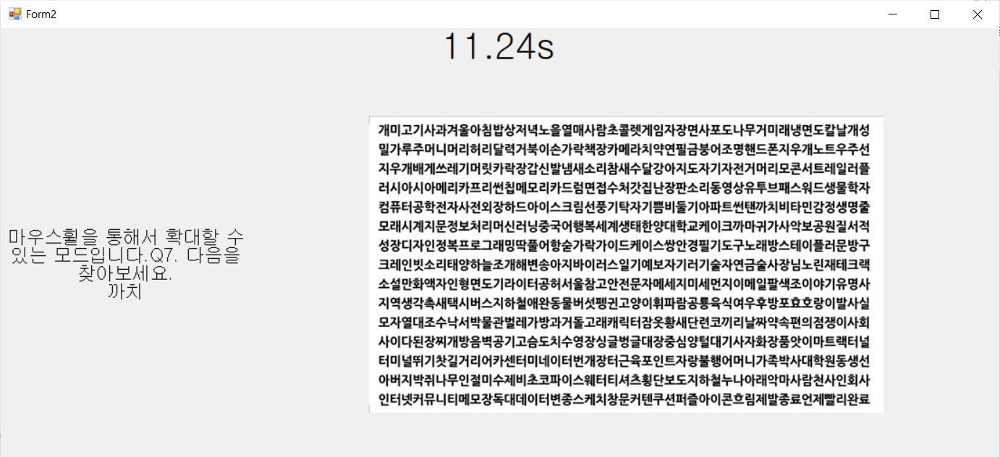 Form2
11.24s
마우스휠을 통해서 확대할 수
있는 모드입니다.Q7. 다음을
찾아보세요.
까치
개미고기사과겨울아침밥상저녁노을열매사람초콜렛게임자장면사포도나무거미래냉면도칼날개성
밀가루주머니머리허리달력거북이손가락책장카메라치약연필금붕어조명핸드폰지우개노트우주선
지우개배게쓰레기머릿카락장갑신발냄새소리참새수달강아지도자기자전거머리모콘서트레일러플
러시아시아메리카프리썬칩메모리카드럼면접수처갓집난장판소리동영상유투브패스워드생물학자
컴퓨터공학전자사전외장하드아이스크림선풍기탁자기쁨비둘기아파트썬탠까치비타민감정생명줄
모래시계지문정보처리머신러닝중국어행복세계생태한양대학교케이크까마귀가사악보공원질서적
성장디자인정복프로그래밍딱풀어항숟가락가이드케이스쌍안경필기도구노래방스테이플러문방구
크레인빗소리태양하늘조개해변송아지바이러스일기예보자기러기술자연금술사장님노린재테크랙
소설만화액자인형면도기라이터공허서울참고안전문자메세지미세먼지이메일팔색조이야기유명사
지역생각촉새택시버스지하철애완동물버섯펭귄고양이휘파람공룡육식여우후방포효호랑이발사실
모자열대조수낙서박물관벌레가방과거돌고래캐릭터잠옷황새단련코끼리날짜약속편의점쟁이사회
사이다된장찌개방음벽공기고슴도치수영장싱글벙글대장중심양털대기사자화장품앗이마트랙터널
터미널뛰기찻길거리어카센터미네이터번개장터근육포인트자랑불행어머니가족박사대학원동생선
아버지박쥐나무인절미수제비초코파이스웨터티셔츠횡단보도지하철누나아래악마사람천사인회사
인터넷커뮤니티메모장독대데이터변종스케치창문커텐쿠션퍼즐아이콘흐림제발종료언제빨리완료